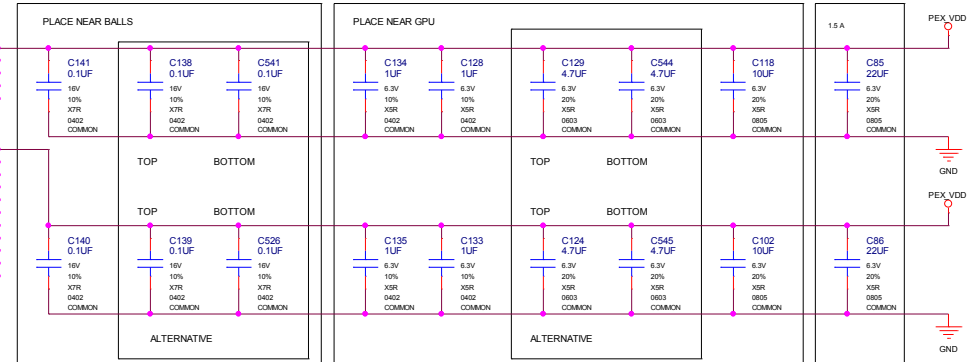 PLACE NEAR BALLS
PLACE NEAR GPU
1.5 A
PEX_VDD
C141
0.1UF
16V
10%
X7R
0402
COMMON
C138
0.1UF
16V
10%
X7R
0402
COMMON
C541
0.1UF
16V
10%
X7R
0402
COMMON
C134
1UF
6.3V
10%
X5R
0402
COMMON
C128
1UF
6.3V
10%
X5R
0402
COMMON
C129
4.7UF
6.3V
20%
X5R
0603
COMMON
C544
4.7UF
6.3V
20%
X5R
0603
COMMON
C118
10UF
6.3V
20%
X5R
0805
COMMON
C85
22UF
6.3V
20%
X5R
0805
COMMON
GND
TOP BOTTOM
TOP BOTTOM
PEX_VDD
TOP BOTTOM
TOP BOTTOM
C140
0.1UF
16V
10%
X7R
0402
COMMON
C139
0.1UF
16V
10%
X7R
0402
COMMON
C526
0.1UF
16V
10%
X7R
0402
COMMON
C135
1UF
6.3V
10%
X5R
0402
COMMON
C133
1UF
6.3V
10%
X5R
0402
COMMON
C124
4.7UF
6.3V
20%
X5R
0603
COMMON
C545
4.7UF
6.3V
20%
X5R
0603
COMMON
C102
10UF
6.3V
20%
X5R
0805
COMMON
C86
22UF
6.3V
20%
X5R
0805
COMMON
GND
ALTERNATIVE
ALTERNATIVE